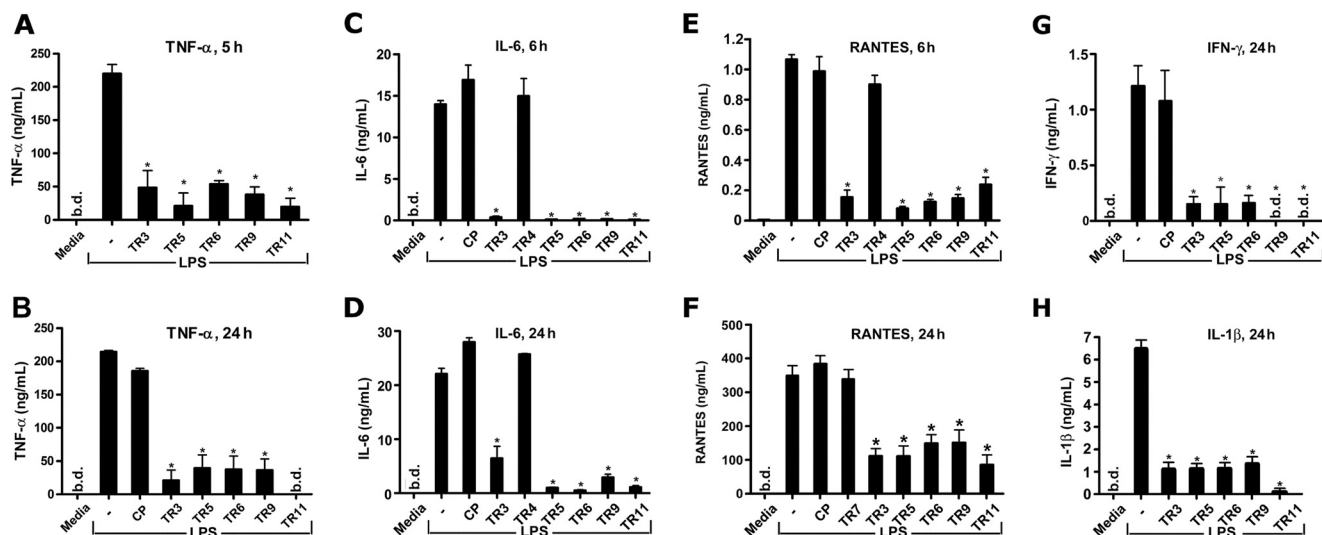 A
TNF-α, 5 h
TNF-α (ng/mL)
250
200
150
100
50
0
b.d.
*
*
*
*
*
Media
-
TR3
TR5
TR6
TR9
TR11
LPS
C
IL-6, 6 h
IL-6 (ng/mL)
20
15
10
5
0
b.d.
*
*
*
*
*
Media
-
CP
TR3
TR4
TR5
TR6
TR9
TR11
LPS
E
RANTES, 6h
RANTES (ng/mL)
1.2
1.0
0.8
0.6
0.4
0.2
0
*
*
*
*
*
Media
-
CP
TR3
TR4
TR5
TR6
TR9
TR11
LPS
G
IFN-γ, 24 h
IFN-γ (ng/mL)
1.5
1.0
0.5
0
b.d.
*
*
*
*
b.d.
*
b.d.
Media
-
CP
TR3
TR5
TR6
TR9
TR11
LPS
B
TNF-α, 24 h
TNF-α (ng/mL)
250
200
150
100
50
0
b.d.
*
*
*
*
b.d.
Media
-
CP
TR3
TR5
TR6
TR9
TR11
LPS
D
IL-6, 24 h
IL-6 (ng/mL)
30
20
10
0
b.d.
*
*
*
*
*
Media
-
CP
TR3
TR4
TR5
TR6
TR9
TR11
LPS
F
RANTES, 24h
RANTES (ng/mL)
500
400
300
200
100
0
b.d.
*
*
*
*
*
Media
-
CP
TR7
TR3
TR5
TR6
TR9
TR11
LPS
H
IL-1β, 24 h
IL-1β (ng/mL)
7
6
5
4
3
2
1
0
b.d.
*
*
*
*
*
Media
-
TR3
TR5
TR6
TR9
TR11
LPS